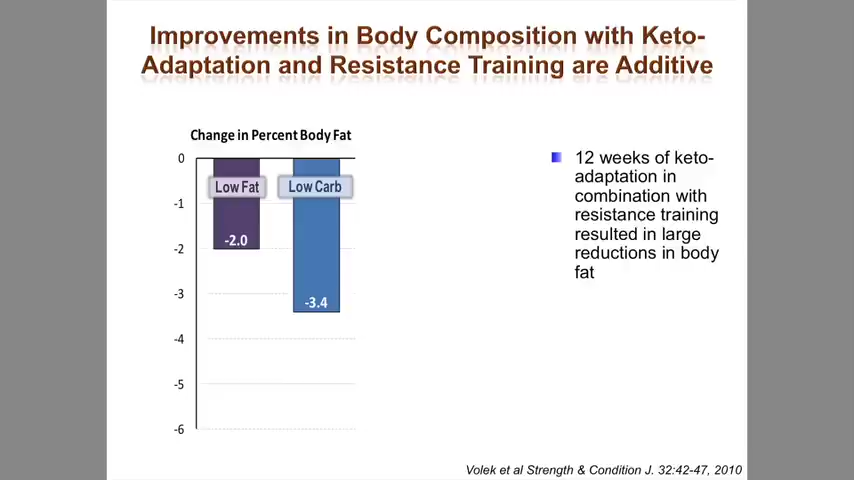 Improvements in Body Composition with Keto-
Adaptation and Resistance Training are Additive
Change in Percent Body Fat
0
-1
-2
-3
-4
-5
-6
Low Fat
Low Carb
-2.0
-3.4
12 weeks of keto-
adaptation in
combination with
resistance training
resulted in large
reductions in body
fat
Volek et al Strength & Condition J. 32:42-47, 2010